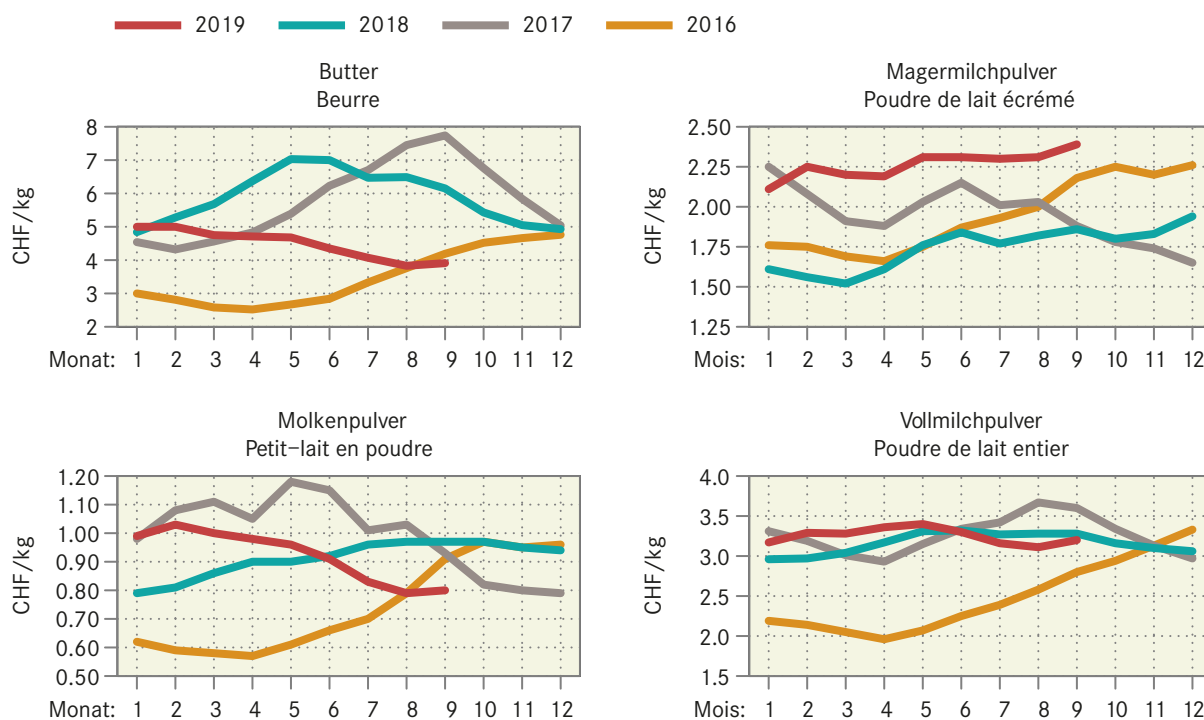 2019 2018 2017 2016
Butter
Beurre
CHF/kg
8
7
6
5
4
3
2
Monat: 1 2 3 4 5 6 7 8 9 10 11 12
Magermilchpulver
Poudre de lait écrémé
CHF/kg
2.50
2.25
2.00
1.75
1.50
1.25
Mois: 1 2 3 4 5 6 7 8 9 10 11 12
Molkenpulver
Petit-lait en poudre
CHF/kg
1.20
1.10
1.00
0.90
0.80
0.70
0.60
0.50
Monat: 1 2 3 4 5 6 7 8 9 10 11 12
Vollmilchpulver
Poudre de lait entier
CHF/kg
4.0
3.5
3.0
2.5
2.0
1.5
Mois: 1 2 3 4 5 6 7 8 9 10 11 12